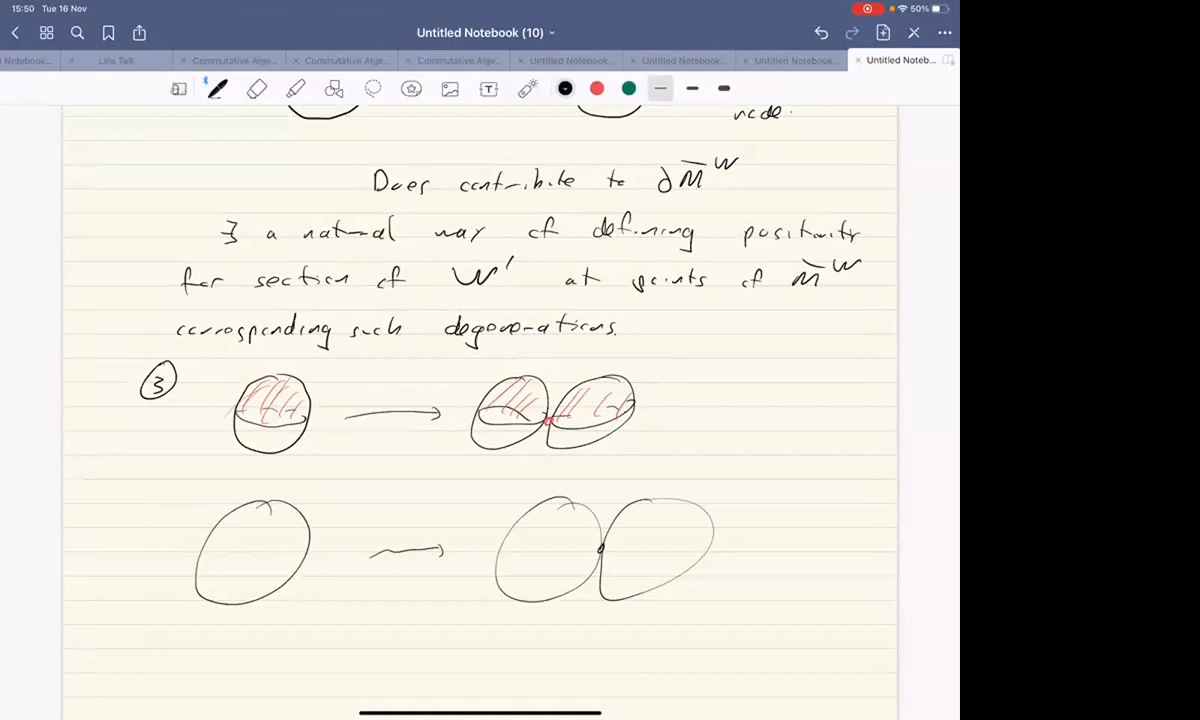 15:50 Tue 16 Nov
50%
Untitled Notebook (10)
Notebook...
Lille Talk
Commutative Alge...
Commutative Alge...
Commutative Alge...
Untitled Notebook...
Untitled Notebook...
Untitled Notebook...
Untitled Noteb...
node.
Does contribute to ∂M̄^W
∃ a natural way of defining positivity
for section of W' at points of M̄^W
corresponding such degenerations.
③